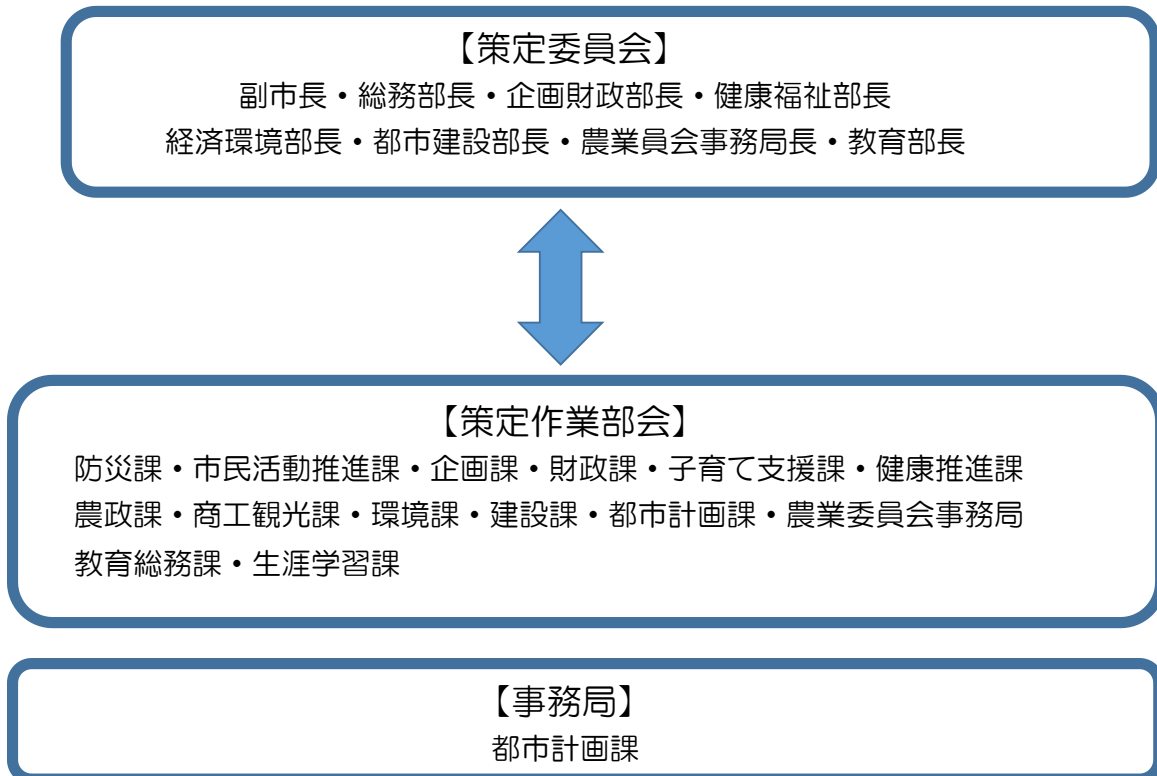 【策定委員会】
副市長・総務部長・企画財政部長・健康福祉部長
経済環境部長・都市建設部長・農業員会事務局長・教育部長
【策定作業部会】
防災課・市民活動推進課・企画課・財政課・子育て支援課・健康推進課
農政課・商工観光課・環境課・建設課・都市計画課・農業委員会事務局
教育総務課・生涯学習課
【事務局】
都市計画課